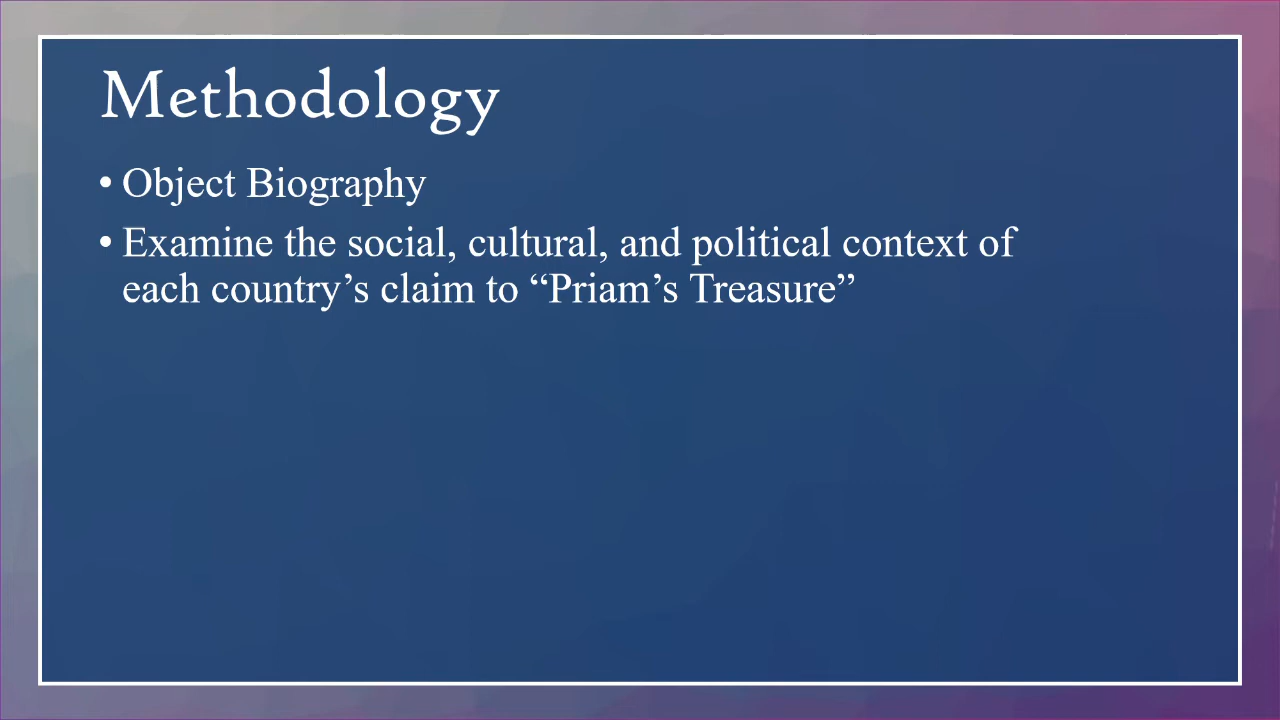 Methodology
• Object Biography
• Examine the social, cultural, and political context of
each country’s claim to “Priam’s Treasure”